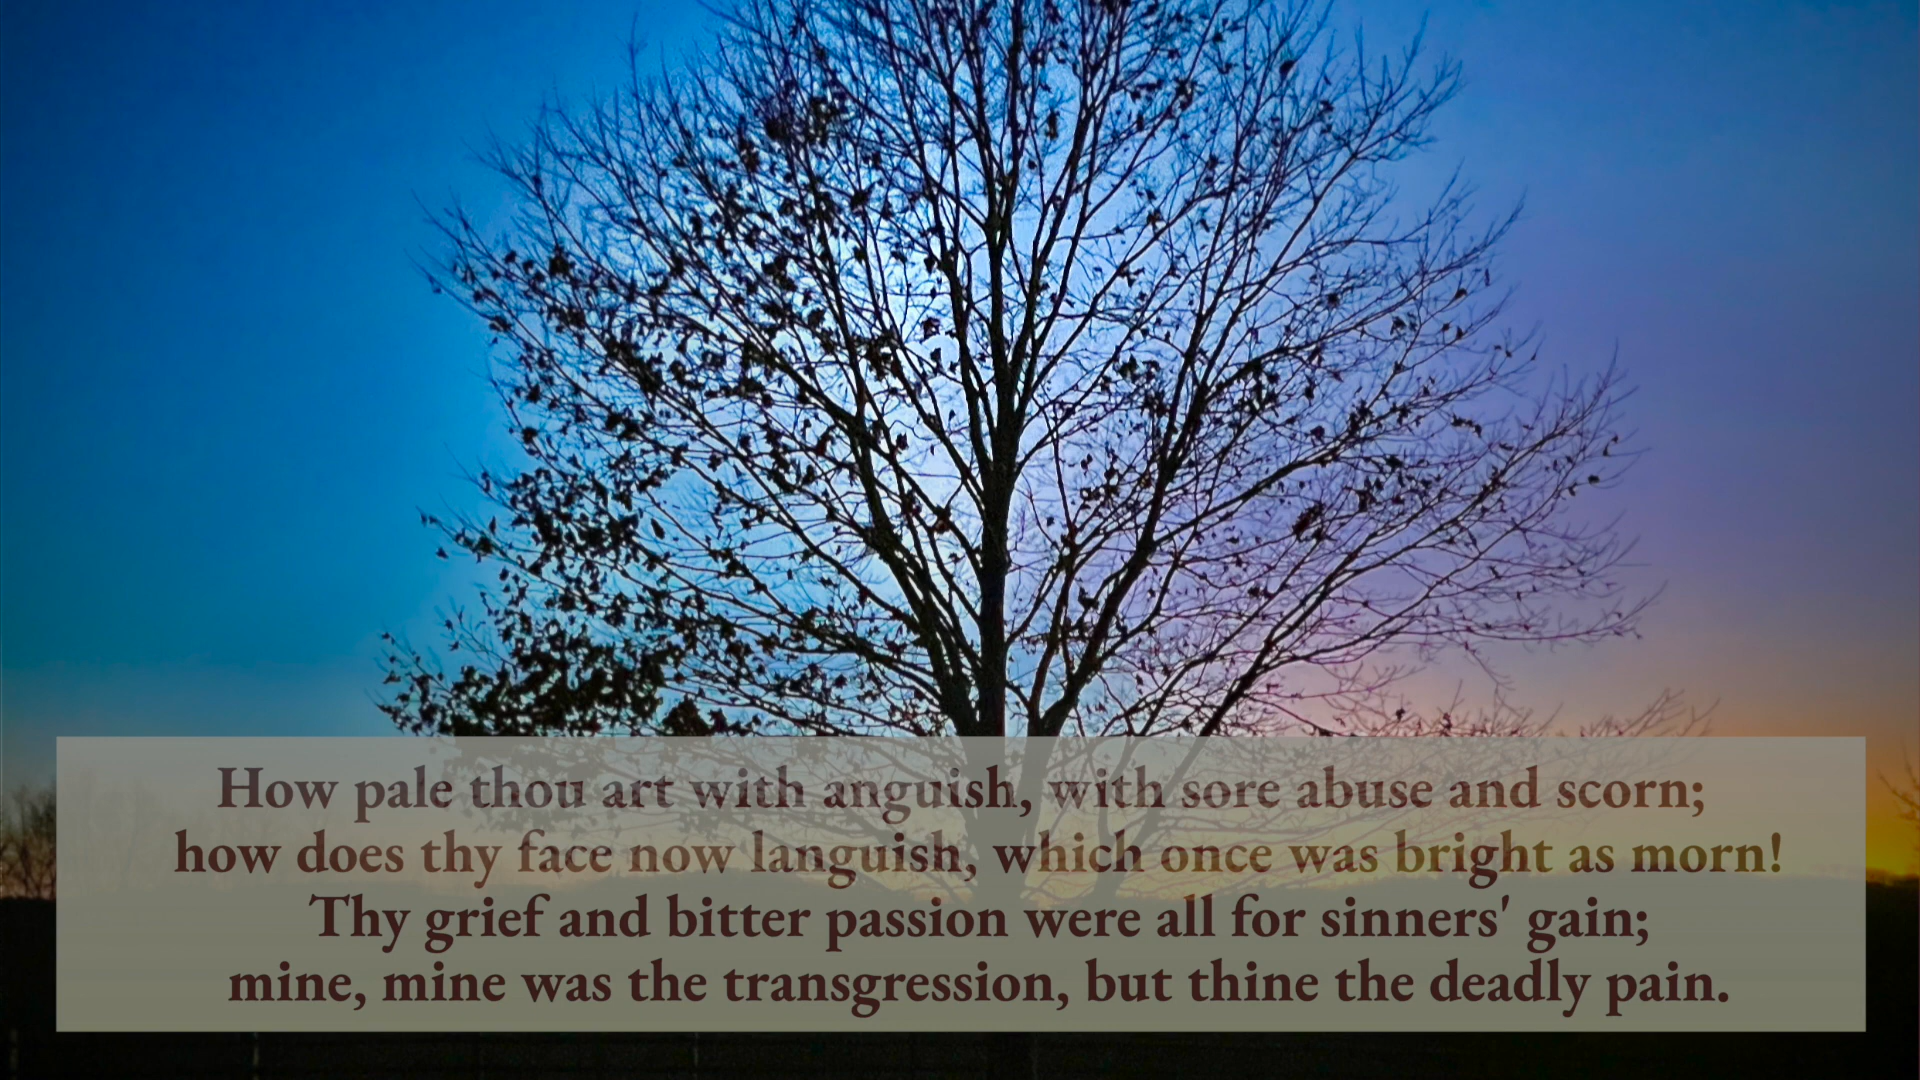 How pale thou art with anguish, with sore abuse and scorn;
how does thy face now languish, which once was bright as morn!
Thy grief and bitter passion were all for sinners' gain;
mine, mine was the transgression, but thine the deadly pain.